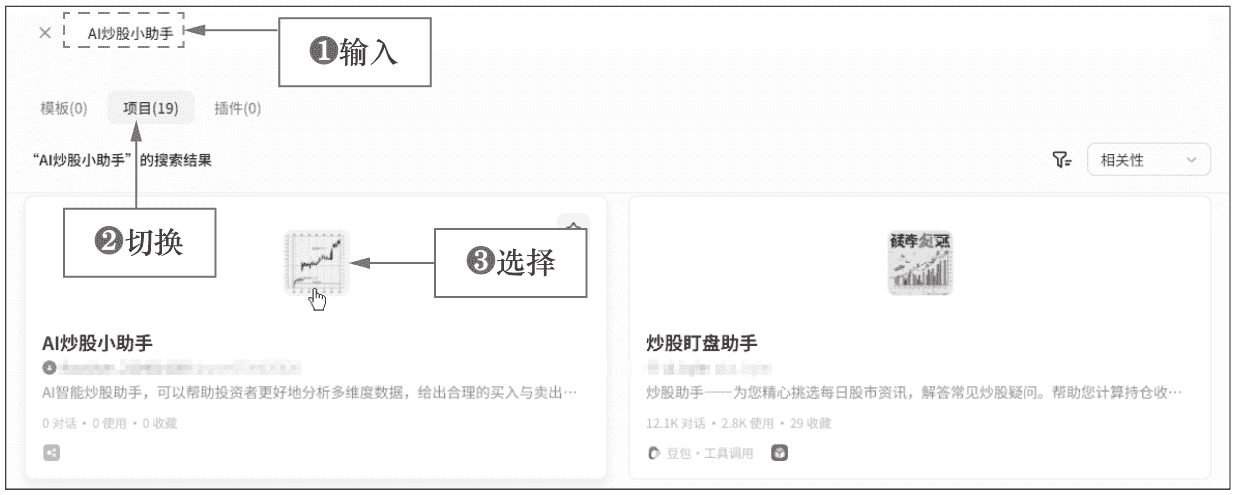 AI炒股小助手
❶输入
模板(0) 项目(19) 插件(0)
“AI炒股小助手”的搜索结果
相关性
❷切换
❸选择
AI炒股小助手
AI智能炒股助手，可以帮助投资者更好地分析多维度数据，给出合理的买入与卖出…
0 对话 • 0 使用 • 0 收藏
炒股盯盘助手
炒股助手——为您精心挑选每日股市资讯，解答常见炒股疑问。帮助您计算持仓收…
12.1K 对话 • 2.8K 使用 • 29 收藏
豆包 • 工具调用